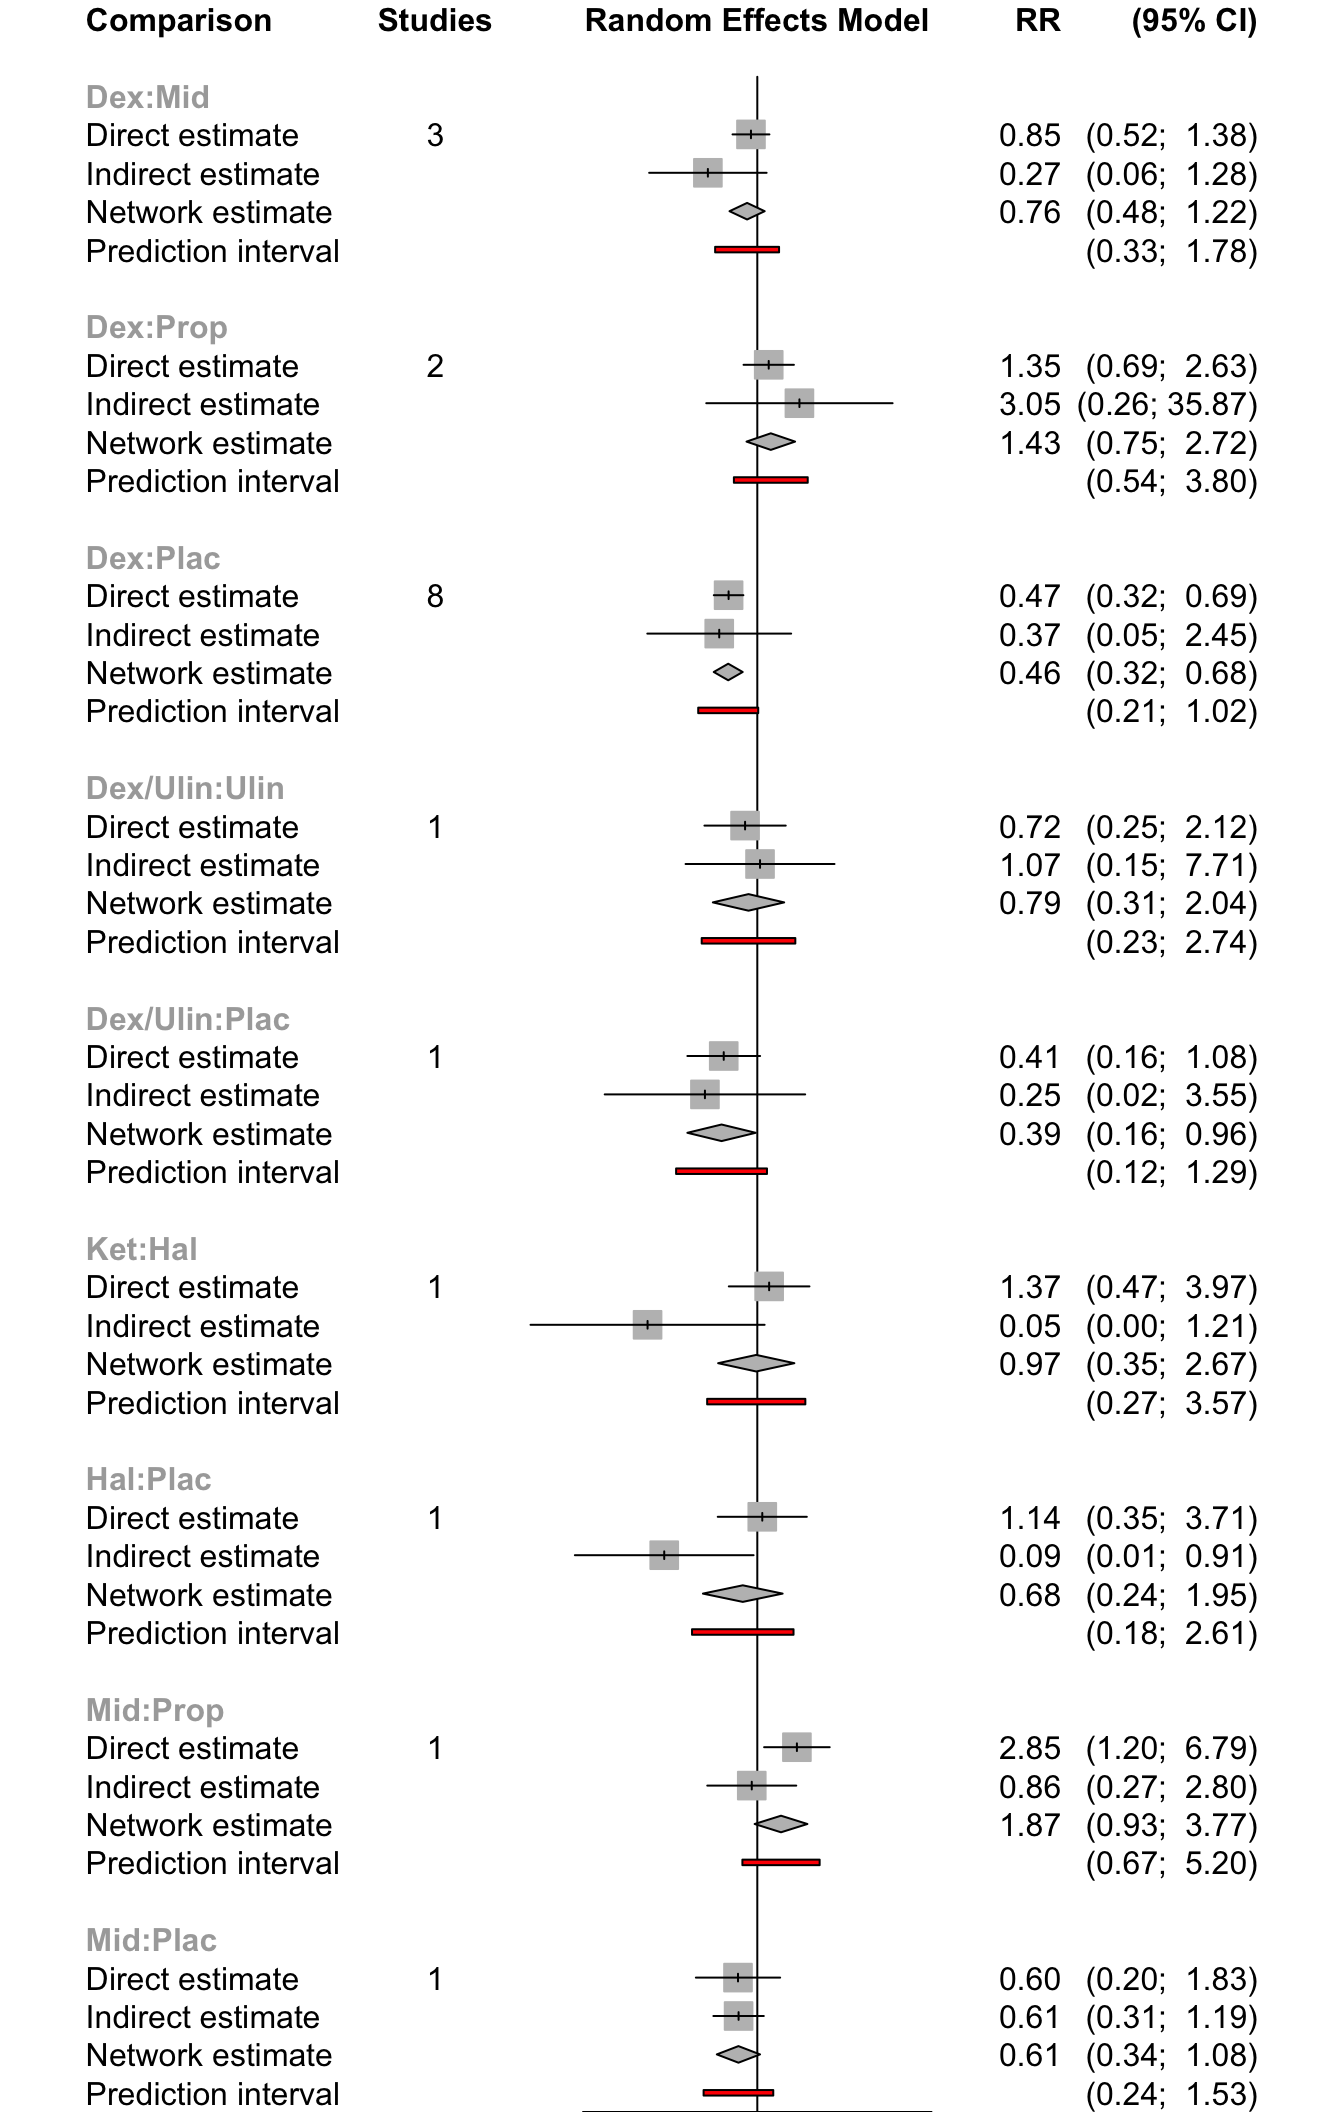 Comparison Studies Random Effects Model RR (95% CI)
Dex:Mid
Direct estimate 3 0.85 (0.52; 1.38)
Indirect estimate 0.27 (0.06; 1.28)
Network estimate 0.76 (0.48; 1.22)
Prediction interval (0.33; 1.78)
Dex:Prop
Direct estimate 2 1.35 (0.69; 2.63)
Indirect estimate 3.05 (0.26; 35.87)
Network estimate 1.43 (0.75; 2.72)
Prediction interval (0.54; 3.80)
Dex:Plac
Direct estimate 8 0.47 (0.32; 0.69)
Indirect estimate 0.37 (0.05; 2.45)
Network estimate 0.46 (0.32; 0.68)
Prediction interval (0.21; 1.02)
Dex/Ulin:Ulin
Direct estimate 1 0.72 (0.25; 2.12)
Indirect estimate 1.07 (0.15; 7.71)
Network estimate 0.79 (0.31; 2.04)
Prediction interval (0.23; 2.74)
Dex/Ulin:Plac
Direct estimate 1 0.41 (0.16; 1.08)
Indirect estimate 0.25 (0.02; 3.55)
Network estimate 0.39 (0.16; 0.96)
Prediction interval (0.12; 1.29)
Ket:Hal
Direct estimate 1 1.37 (0.47; 3.97)
Indirect estimate 0.05 (0.00; 1.21)
Network estimate 0.97 (0.35; 2.67)
Prediction interval (0.27; 3.57)
Hal:Plac
Direct estimate 1 1.14 (0.35; 3.71)
Indirect estimate 0.09 (0.01; 0.91)
Network estimate 0.68 (0.24; 1.95)
Prediction interval (0.18; 2.61)
Mid:Prop
Direct estimate 1 2.85 (1.20; 6.79)
Indirect estimate 0.86 (0.27; 2.80)
Network estimate 1.87 (0.93; 3.77)
Prediction interval (0.67; 5.20)
Mid:Plac
Direct estimate 1 0.60 (0.20; 1.83)
Indirect estimate 0.61 (0.31; 1.19)
Network estimate 0.61 (0.34; 1.08)
Prediction interval (0.24; 1.53)